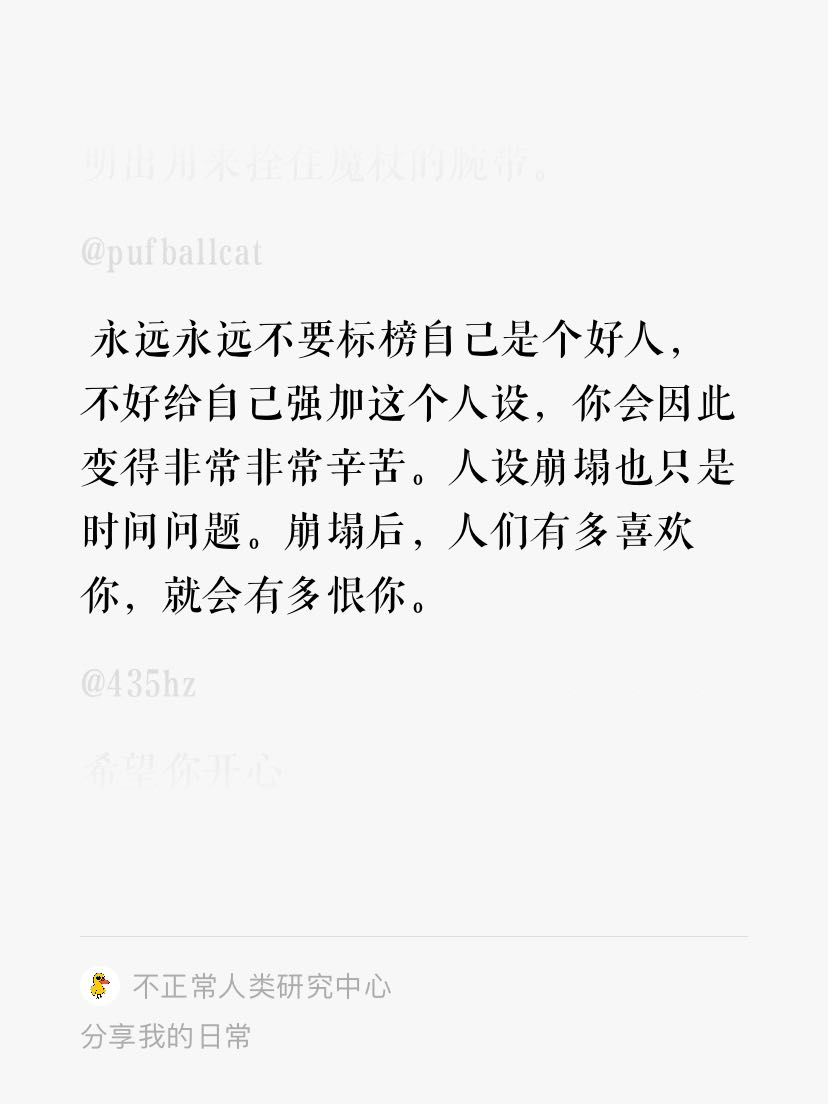 明出用来拴住魔杖的腕带。
@pufballcat
永远永远不要标榜自己是个好人，
不好给自己强加这个人设，你会因此
变得非常非常辛苦。人设崩塌也只是
时间问题。崩塌后，人们有多喜欢
你，就会有多恨你。
@435hz
希望你开心
不正常人类研究中心
分享我的日常